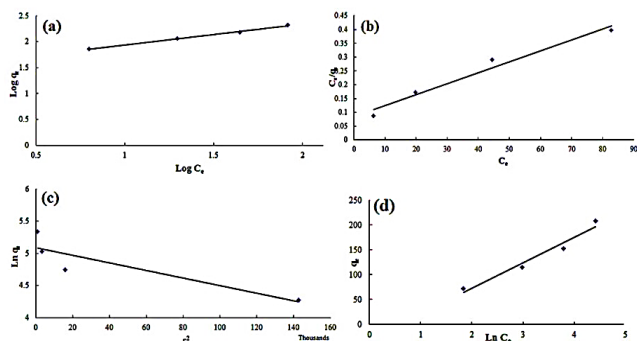 (a)
2.5
2
1.5
1
0.5
0
0.5 1 1.5 2
Log qe
Log Ce
(b)
0.45
0.4
0.35
0.3
0.25
0.2
0.15
0.1
0.05
0
0 10 20 30 40 50 60 70 80 90
Ce/qe
Ce
(c)
6
5.5
5
4.5
4
0 20 40 60 80 100 120 140 160
Thousands
Ln qe
ε²
(d)
250
200
150
100
50
0
0 1 2 3 4 5
qe
Ln Ce